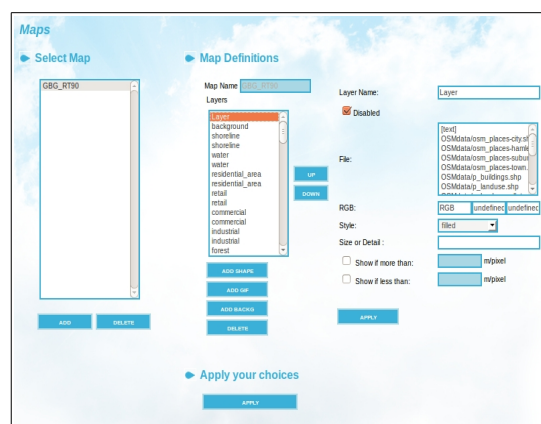 Maps
Select Map
GBG_RT90
ADD
DELETE
Map Definitions
Map Name GBG_RT90
Layers
Layer
background
shoreline
shoreline
water
water
residential_area
residential_area
retail
retail
commercial
commercial
industrial
industrial
forest
UP
DOWN
ADD SHAPE
ADD GIF
ADD BACKG
DELETE
Layer Name: Layer
Disabled
File:
[text]
OSMdata/osm_places-city.sh
OSMdata/osm_places-hamle
OSMdata/osm_places-subur
OSMdata/osm_places-town.
OSMdata/p_buildings.shp
OSMdata/p_landuse.shp
RGB: RGB undefined undefined
Style: filled
Size or Detail :
Show if more than: m/pixel
Show if less than: m/pixel
APPLY
Apply your choices
APPLY